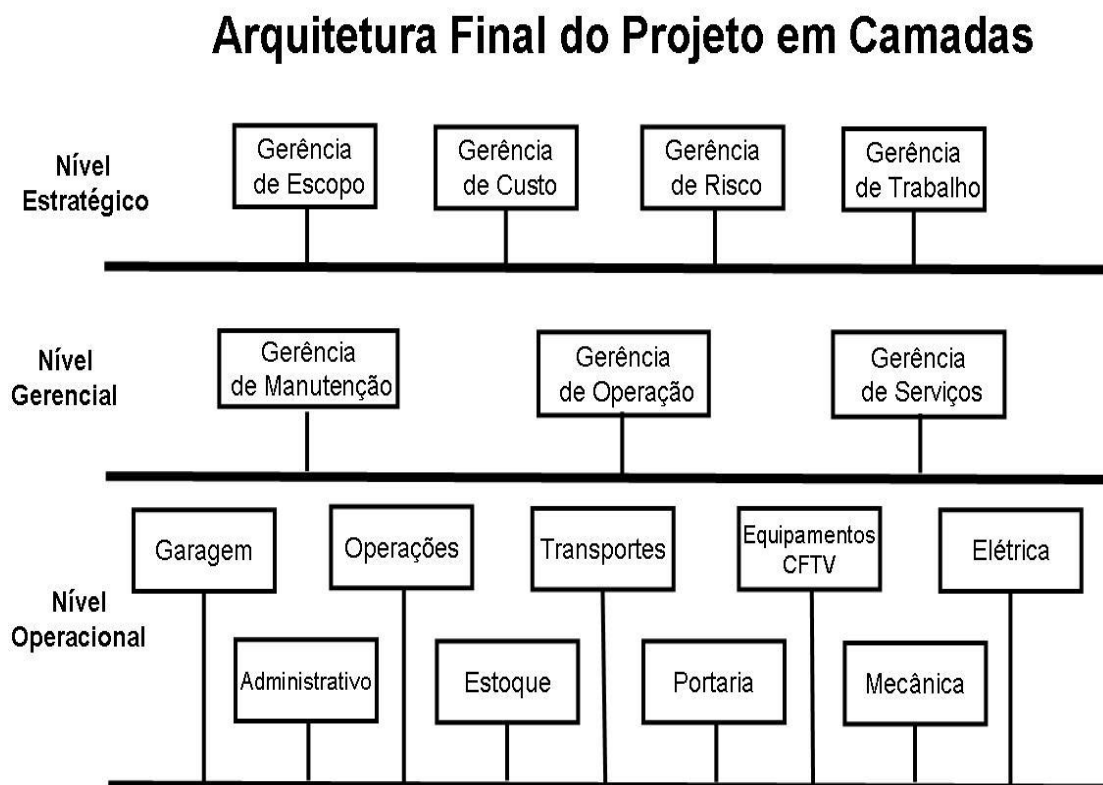 Arquitetura Final do Projeto em Camadas
Nível
Estratégico
Gerência
de Escopo
Gerência
de Custo
Gerência
de Risco
Gerência
de Trabalho
Nível
Gerencial
Gerência
de Manutenção
Gerência
de Operação
Gerência
de Serviços
Nível
Operacional
Garagem
Operações
Transportes
Equipamentos
CFTV
Elétrica
Administrativo
Estoque
Portaria
Mecânica